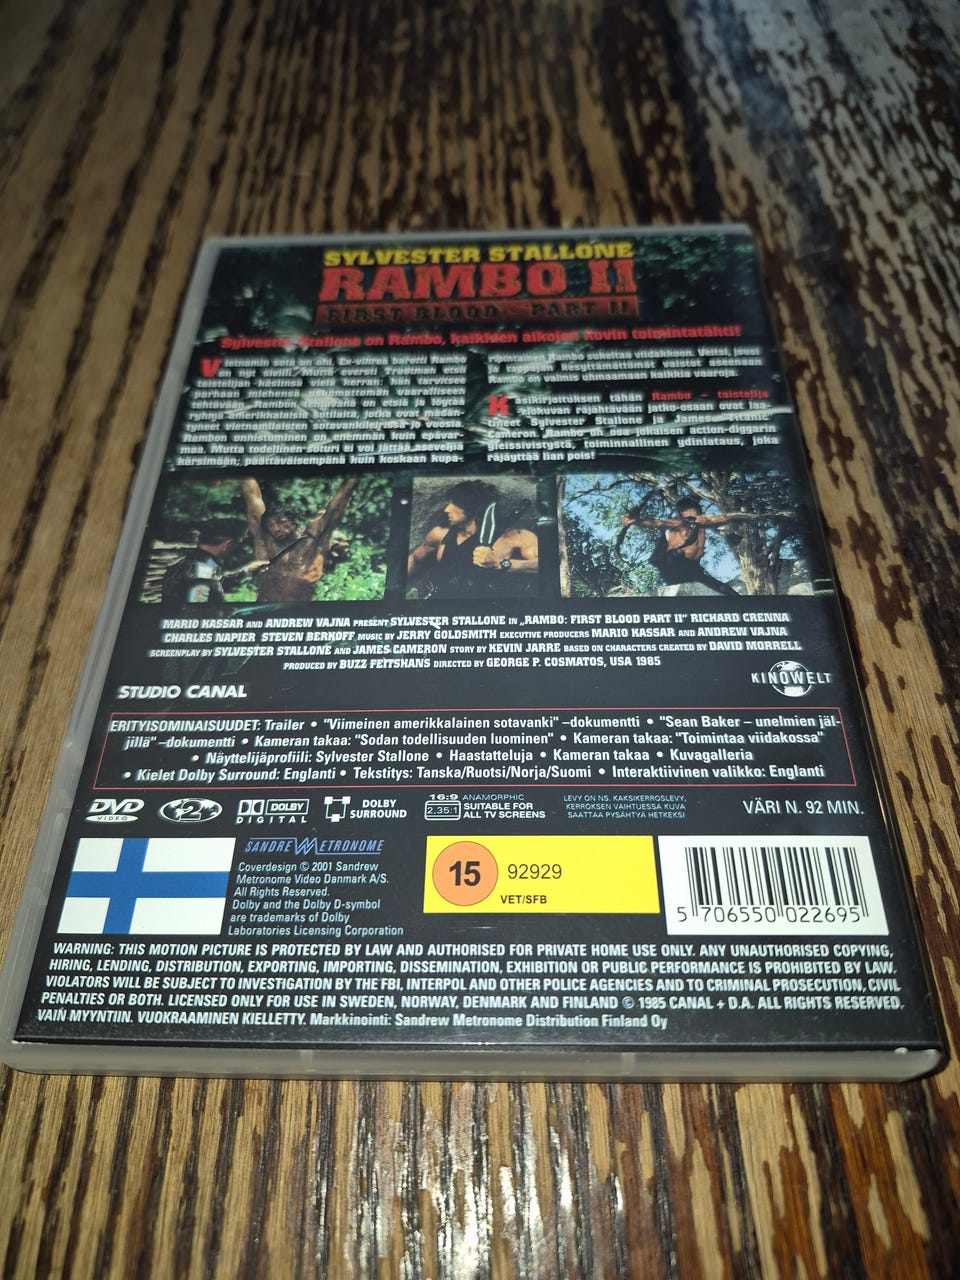 SYLVESTER STALLONE
RAMBO II
FIRST BLOOD - PART II
Sylvester Stallone on Rambo, kaikkien aikojen kovin toimintatähti!
Vietnamin sota on ohi. Ex-vihreä baretti Rambo
en nyt siviili. Mutta eversti Trautman etsii
taistelijan käsiinsä vielä kerran: hän tarvitsee
parhaan miehensä uskomattoman vaaralliseen
tehtävään. Rambon tehtävänä on etsiä ja löytää
ryhmä amerikkalaisia sotilaita, jotka ovat mädän-
tyneet vietnamilaisten sotavankileireissä jo vuosia.
Rambon onnistuminen on enemmän kuin epävar-
maa. Mutta todellinen soturi ei voi jättää aseveljiä
kärsimään; päättäväisempänä kuin koskaan kupa-
ripintainen Rambo sukeltaa viidakkoon. Veitsi, jousi
ja kappojan kesyttämättömät vaistot aseenaan
Rambo on valmis uhmaamaan kaikkia vaaroja.
Käsikirjoituksen tähän Rambo – taistelija
-elokuvan räjähtävään jatko-osaan ovat laa-
tineet Sylvester Stallone ja James "Titanic"
Cameron. Rambo on osa jokaisen action-diggarin
yleissivistystä, toiminnallinen ydinlataus, joka
räjäyttää liian pois!
MARIO KASSAR AND ANDREW VAJNA PRESENT SYLVESTER STALLONE IN „RAMBO: FIRST BLOOD PART II" RICHARD CRENNA
CHARLES NAPIER STEVEN BERKOFF MUSIC BY JERRY GOLDSMITH EXECUTIVE PRODUCERS MARIO KASSAR AND ANDREW VAJNA
SCREENPLAY BY SYLVESTER STALLONE AND JAMES CAMERON STORY BY KEVIN JARRE BASED ON CHARACTERS CREATED BY DAVID MORRELL
PRODUCED BY BUZZ FEITSHANS DIRECTED BY GEORGE P. COSMATOS, USA 1985
STUDIO CANAL
KINOWELT
ERITYISOMINAISUUDET: Trailer • "Viimeinen amerikkalainen sotavanki" –dokumentti • "Sean Baker – unelmien jäl-
jillä" –dokumentti • Kameran takaa: "Sodan todellisuuden luominen" • Kameran takaa: "Toimintaa viidakossa"
• Näyttelijäprofiili: Sylvester Stallone • Haastatteluja • Kameran takaa • Kuvagalleria
• Kielet Dolby Surround: Englanti • Tekstitys: Tanska/Ruotsi/Norja/Suomi • Interaktiivinen valikko: Englanti
DVD VIDEO
2
DOLBY DIGITAL
DOLBY SURROUND
16:9 ANAMORPHIC
2.35:1 SUITABLE FOR ALL TV SCREENS
LEVY ON NS. KAKSIKERROSLEVY,
KERROKSEN VAIHTUESSA KUVA
SAATTAA PYSÄHTYÄ HETKEKSI
VÄRI N. 92 MIN.
SANDREW METRONOME
Coverdesign © 2001 Sandrew
Metronome Video Danmark A/S.
All Rights Reserved.
Dolby and the Dolby D-symbol
are trademarks of Dolby
Laboratories Licensing Corporation
15
92929
VET/SFB
5 706550 022695
WARNING: THIS MOTION PICTURE IS PROTECTED BY LAW AND AUTHORISED FOR PRIVATE HOME USE ONLY. ANY UNAUTHORISED COPYING,
HIRING, LENDING, DISTRIBUTION, EXPORTING, IMPORTING, DISSEMINATION, EXHIBITION OR PUBLIC PERFORMANCE IS PROHIBITED BY LAW.
VIOLATORS WILL BE SUBJECT TO INVESTIGATION BY THE FBI, INTERPOL AND OTHER POLICE AGENCIES AND TO CRIMINAL PROSECUTION, CIVIL
PENALTIES OR BOTH. LICENSED ONLY FOR USE IN SWEDEN, NORWAY, DENMARK AND FINLAND © 1985 CANAL + D.A. ALL RIGHTS RESERVED.
VAIN MYYNTIIN. VUOKRAAMINEN KIELLETTY. Markkinointi: Sandrew Metronome Distribution Finland Oy